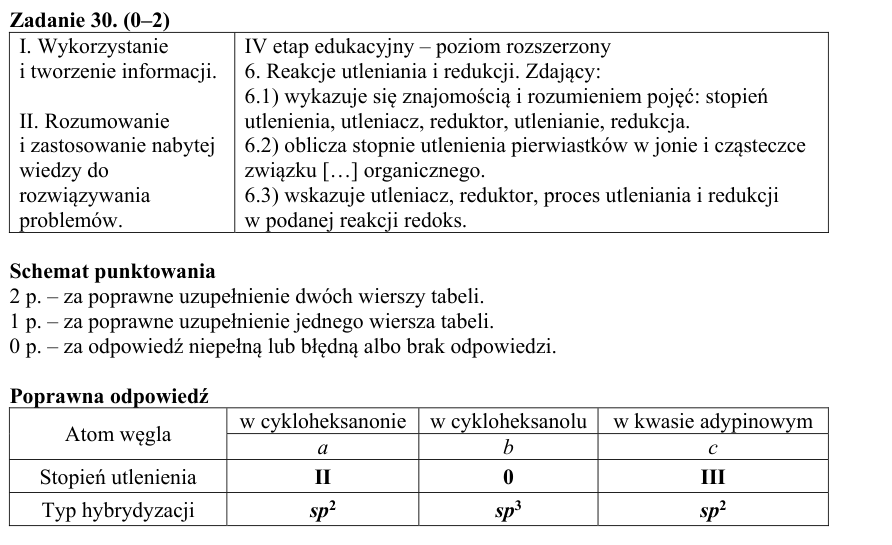 Zadanie 30. (0–2)
I. Wykorzystanie
i tworzenie informacji.
II. Rozumowanie
i zastosowanie nabytej
wiedzy do
rozwiązywania
problemów.
IV etap edukacyjny – poziom rozszerzony
6. Reakcje utleniania i redukcji. Zdający:
6.1) wykazuje się znajomością i rozumieniem pojęć: stopień
utlenienia, utleniacz, reduktor, utlenianie, redukcja.
6.2) oblicza stopnie utlenienia pierwiastków w jonie i cząsteczce
związku […] organicznego.
6.3) wskazuje utleniacz, reduktor, proces utleniania i redukcji
w podanej reakcji redoks.
Schemat punktowania
2 p. – za poprawne uzupełnienie dwóch wierszy tabeli.
1 p. – za poprawne uzupełnienie jednego wiersza tabeli.
0 p. – za odpowiedź niepełną lub błędną albo brak odpowiedzi.
Poprawna odpowiedź
Atom węgla
w cykloheksanonie w cykloheksanolu w kwasie adypinowym
a b c
Stopień utlenienia II 0 III
Typ hybrydyzacji sp² sp³ sp²